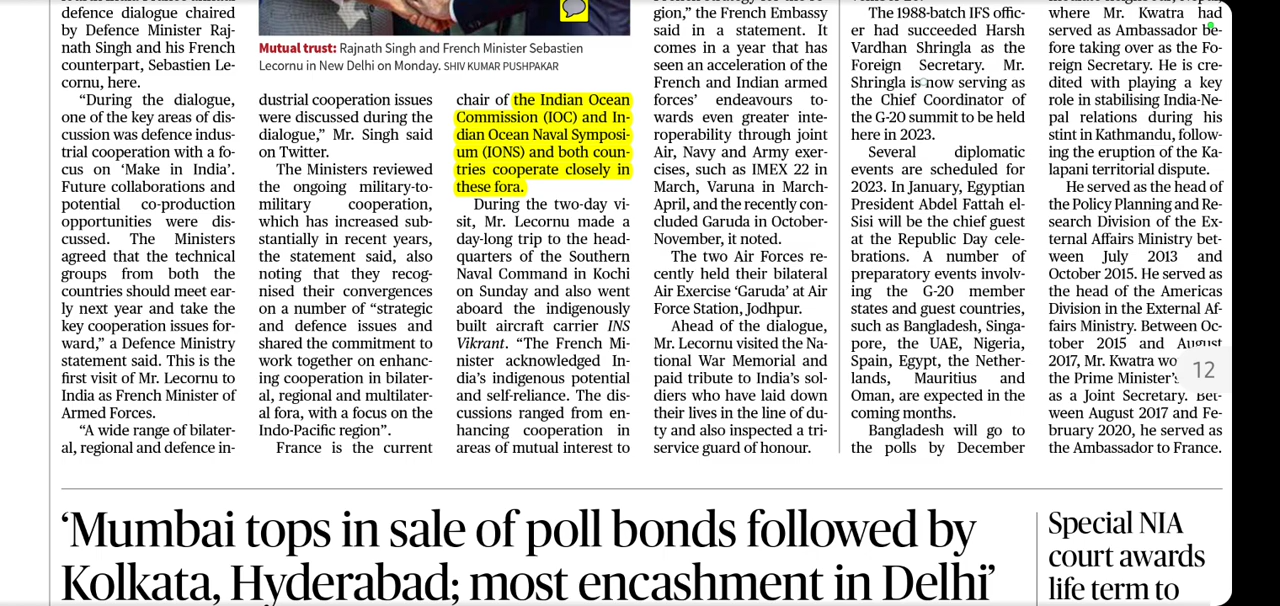 defence dialogue chaired
by Defence Minister Raj-
nath Singh and his French
counterpart, Sebastien Le-
cornu, here.
“During the dialogue,
one of the key areas of dis-
cussion was defence indus-
trial cooperation with a fo-
cus on ‘Make in India’.
Future collaborations and
potential co-production
opportunities were dis-
cussed. The Ministers
agreed that the technical
groups from both the
countries should meet ear-
ly next year and take the
key cooperation issues for-
ward,” a Defence Ministry
statement said. This is the
first visit of Mr. Lecornu to
India as French Minister of
Armed Forces.
“A wide range of bilater-
al, regional and defence in-
Mutual trust: Rajnath Singh and French Minister Sebastien
Lecornu in New Delhi on Monday. SHIV KUMAR PUSHPAKAR
dustrial cooperation issues
were discussed during the
dialogue,” Mr. Singh said
on Twitter.
The Ministers reviewed
the ongoing military-to-
military cooperation,
which has increased sub-
stantially in recent years,
the statement said, also
noting that they recog-
nised their convergences
on a number of “strategic
and defence issues and
shared the commitment to
work together on enhanc-
ing cooperation in bilater-
al, regional and multilater-
al fora, with a focus on the
Indo-Pacific region”.
France is the current
chair of the Indian Ocean
Commission (IOC) and In-
dian Ocean Naval Symposi-
um (IONS) and both coun-
tries cooperate closely in
these fora.
During the two-day vi-
sit, Mr. Lecornu made a
day-long trip to the head-
quarters of the Southern
Naval Command in Kochi
on Sunday and also went
aboard the indigenously
built aircraft carrier INS
Vikrant. “The French Mi-
nister acknowledged In-
dia’s indigenous potential
and self-reliance. The dis-
cussions ranged from en-
hancing cooperation in
areas of mutual interest to
gion,” the French Embassy
said in a statement. It
comes in a year that has
seen an acceleration of the
French and Indian armed
forces’ endeavours to-
wards even greater inte-
roperability through joint
Air, Navy and Army exer-
cises, such as IMEX 22 in
March, Varuna in March-
April, and the recently con-
cluded Garuda in October-
November, it noted.
The two Air Forces re-
cently held their bilateral
Air Exercise ‘Garuda’ at Air
Force Station, Jodhpur.
Ahead of the dialogue,
Mr. Lecornu visited the Na-
tional War Memorial and
paid tribute to India’s sol-
diers who have laid down
their lives in the line of du-
ty and also inspected a tri-
service guard of honour.
The 1988-batch IFS offic-
er had succeeded Harsh
Vardhan Shringla as the
Foreign Secretary. Mr.
Shringla is now serving as
the Chief Coordinator of
the G-20 summit to be held
here in 2023.
Several diplomatic
events are scheduled for
2023. In January, Egyptian
President Abdel Fattah el-
Sisi will be the chief guest
at the Republic Day cele-
brations. A number of
preparatory events involv-
ing the G-20 member
states and guest countries,
such as Bangladesh, Singa-
pore, the UAE, Nigeria,
Spain, Egypt, the Nether-
lands, Mauritius and
Oman, are expected in the
coming months.
Bangladesh will go to
the polls by December
where Mr. Kwatra had
served as Ambassador be-
fore taking over as the Fo-
reign Secretary. He is cre-
dited with playing a key
role in stabilising India-Ne-
pal relations during his
stint in Kathmandu, follow-
ing the eruption of the Ka-
lapani territorial dispute.
He served as the head of
the Policy Planning and Re-
search Division of the Ex-
ternal Affairs Ministry bet-
ween July 2013 and
October 2015. He served as
the head of the Americas
Division in the External Af-
fairs Ministry. Between Oc-
tober 2015 and August
2017, Mr. Kwatra wo
the Prime Minister’s
as a Joint Secretary. Bet-
ween August 2017 and Fe-
bruary 2020, he served as
the Ambassador to France.
12
‘Mumbai tops in sale of poll bonds followed by
Kolkata, Hyderabad; most encashment in Delhi’
Special NIA
court awards
life term to